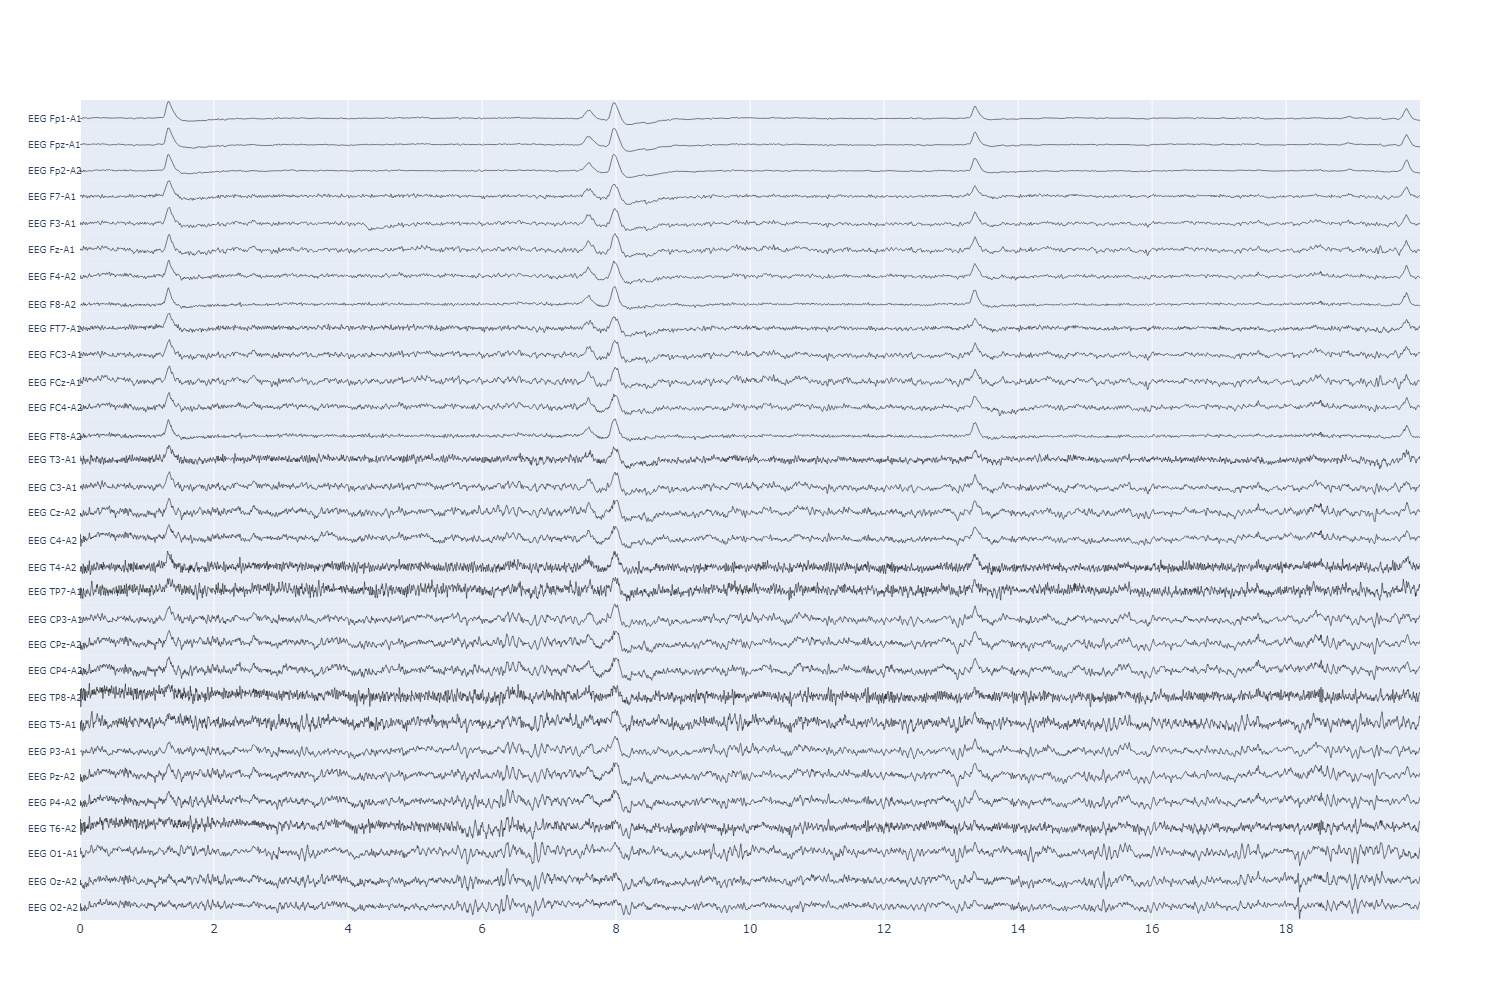 EEG Fp1-A1
EEG Fpz-A1
EEG Fp2-A2
EEG F7-A1
EEG F3-A1
EEG Fz-A1
EEG F4-A2
EEG F8-A2
EEG FT7-A1
EEG FC3-A1
EEG FCz-A1
EEG FC4-A2
EEG FT8-A2
EEG T3-A1
EEG C3-A1
EEG Cz-A2
EEG C4-A2
EEG T4-A2
EEG TP7-A1
EEG CP3-A1
EEG CPz-A2
EEG CP4-A2
EEG TP8-A2
EEG T5-A1
EEG P3-A1
EEG Pz-A2
EEG P4-A2
EEG T6-A2
EEG O1-A1
EEG Oz-A2
EEG O2-A2
0 2 4 6 8 10 12 14 16 18